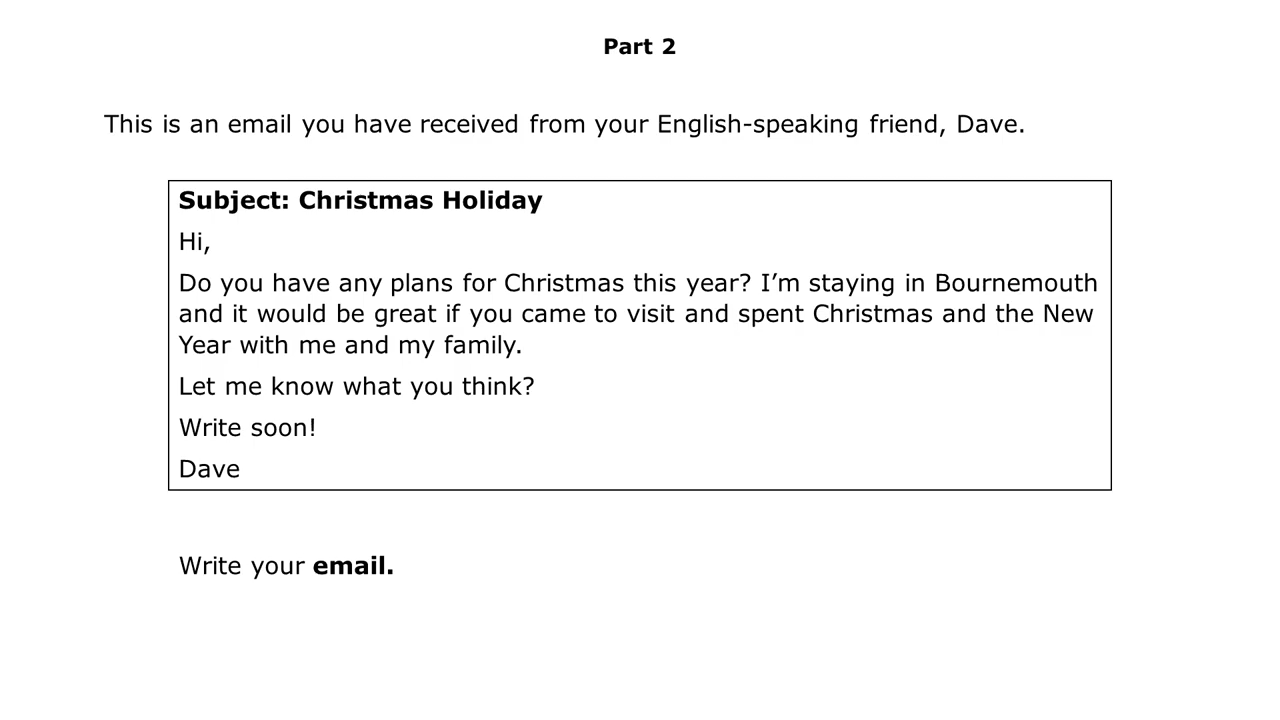 Part 2
This is an email you have received from your English-speaking friend, Dave.
Subject: Christmas Holiday
Hi,
Do you have any plans for Christmas this year? I’m staying in Bournemouth
and it would be great if you came to visit and spent Christmas and the New
Year with me and my family.
Let me know what you think?
Write soon!
Dave
Write your email.